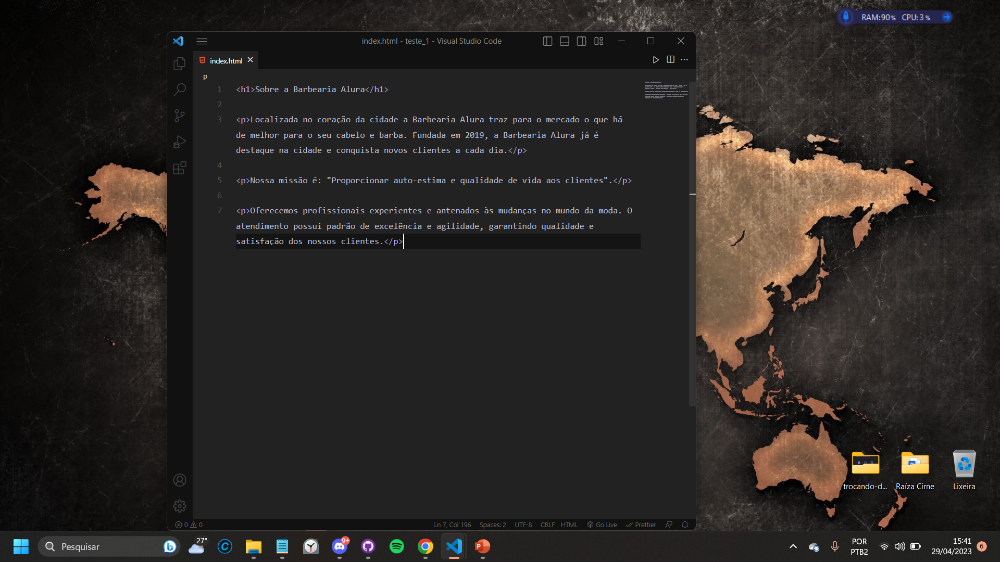 RAM:90% CPU:3%
index.html - teste_1 - Visual Studio Code
index.html
p
1 <h1>Sobre a Barbearia Alura</h1>
2
3 <p>Localizada no coração da cidade a Barbearia Alura traz para o mercado o que há
de melhor para o seu cabelo e barba. Fundada em 2019, a Barbearia Alura já é
destaque na cidade e conquista novos clientes a cada dia.</p>
4
5 <p>Nossa missão é: "Proporcionar auto-estima e qualidade de vida aos clientes".</p>
6
7 <p>Oferecemos profissionais experientes e antenados às mudanças no mundo da moda. O
atendimento possui padrão de excelência e agilidade, garantindo qualidade e
satisfação dos nossos clientes.</p>
trocando-d... Raíza Cirne Lixeira
0 0 Ln 7, Col 196 Spaces: 2 UTF-8 CRLF HTML Go Live Prettier
Pesquisar 27° 9+ POR 15:41
PTB2 29/04/2023 6